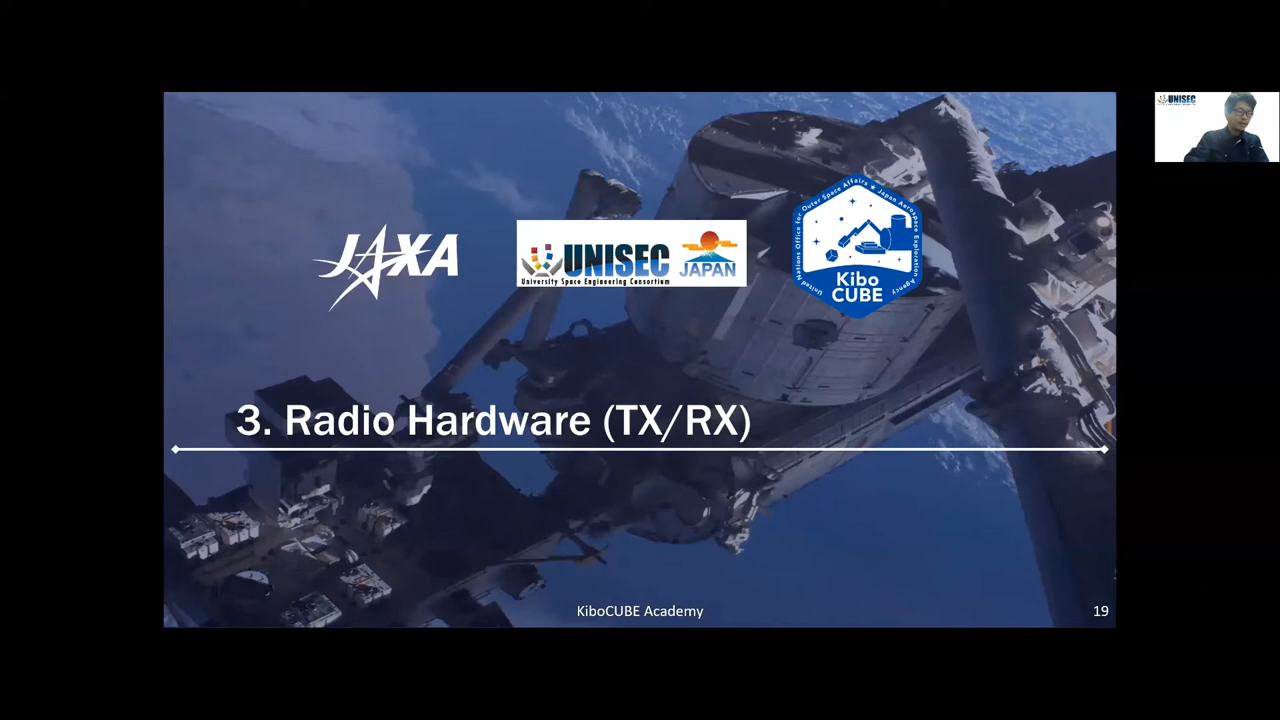 UNISEC
JAXA
UNISEC
JAPAN
University Space Engineering Consortium
United Nations Office for Outer Space Affairs ★ Japan Aerospace Exploration Agency
Kibo
CUBE
3. Radio Hardware (TX/RX)
KiboCUBE Academy
19